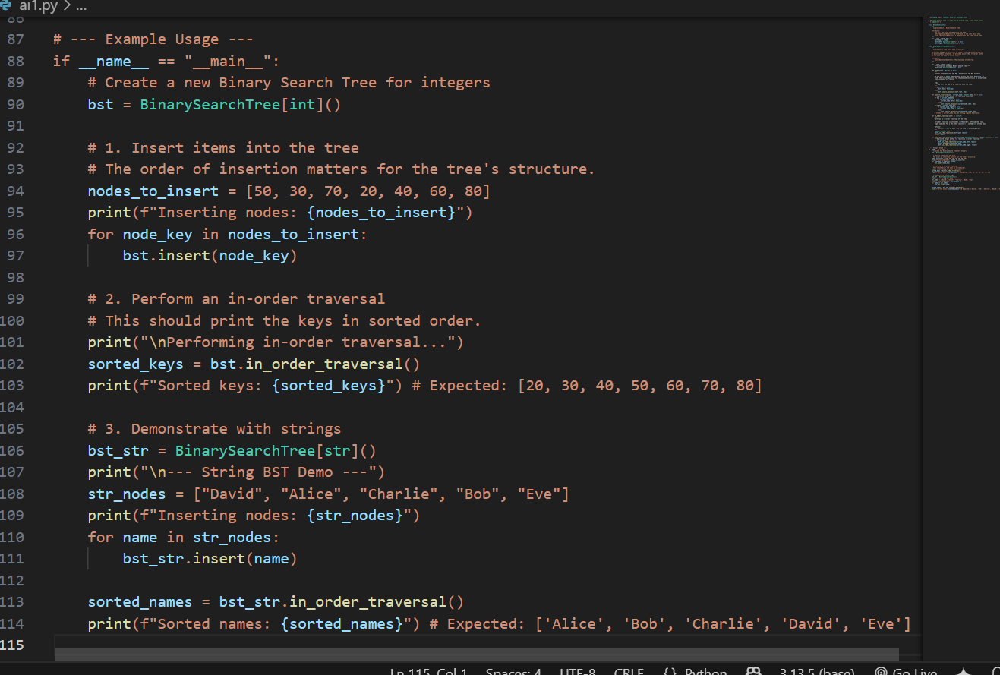 ai1.py > ...
86
87 # --- Example Usage ---
88 if __name__ == "__main__":
89     # Create a new Binary Search Tree for integers
90     bst = BinarySearchTree[int]()
91
92     # 1. Insert items into the tree
93     # The order of insertion matters for the tree's structure.
94     nodes_to_insert = [50, 30, 70, 20, 40, 60, 80]
95     print(f"Inserting nodes: {nodes_to_insert}")
96     for node_key in nodes_to_insert:
97         bst.insert(node_key)
98
99     # 2. Perform an in-order traversal
100     # This should print the keys in sorted order.
101     print("\nPerforming in-order traversal...")
102     sorted_keys = bst.in_order_traversal()
103     print(f"Sorted keys: {sorted_keys}") # Expected: [20, 30, 40, 50, 60, 70, 80]
104
105     # 3. Demonstrate with strings
106     bst_str = BinarySearchTree[str]()
107     print("\n--- String BST Demo ---")
108     str_nodes = ["David", "Alice", "Charlie", "Bob", "Eve"]
109     print(f"Inserting nodes: {str_nodes}")
110     for name in str_nodes:
111         bst_str.insert(name)
112
113     sorted_names = bst_str.in_order_traversal()
114     print(f"Sorted names: {sorted_names}") # Expected: ['Alice', 'Bob', 'Charlie', 'David', 'Eve']
115
Ln 115, Col 1 Spaces: 4 UTF-8 CRLF {} Python 3.13.5 (base) Go Live